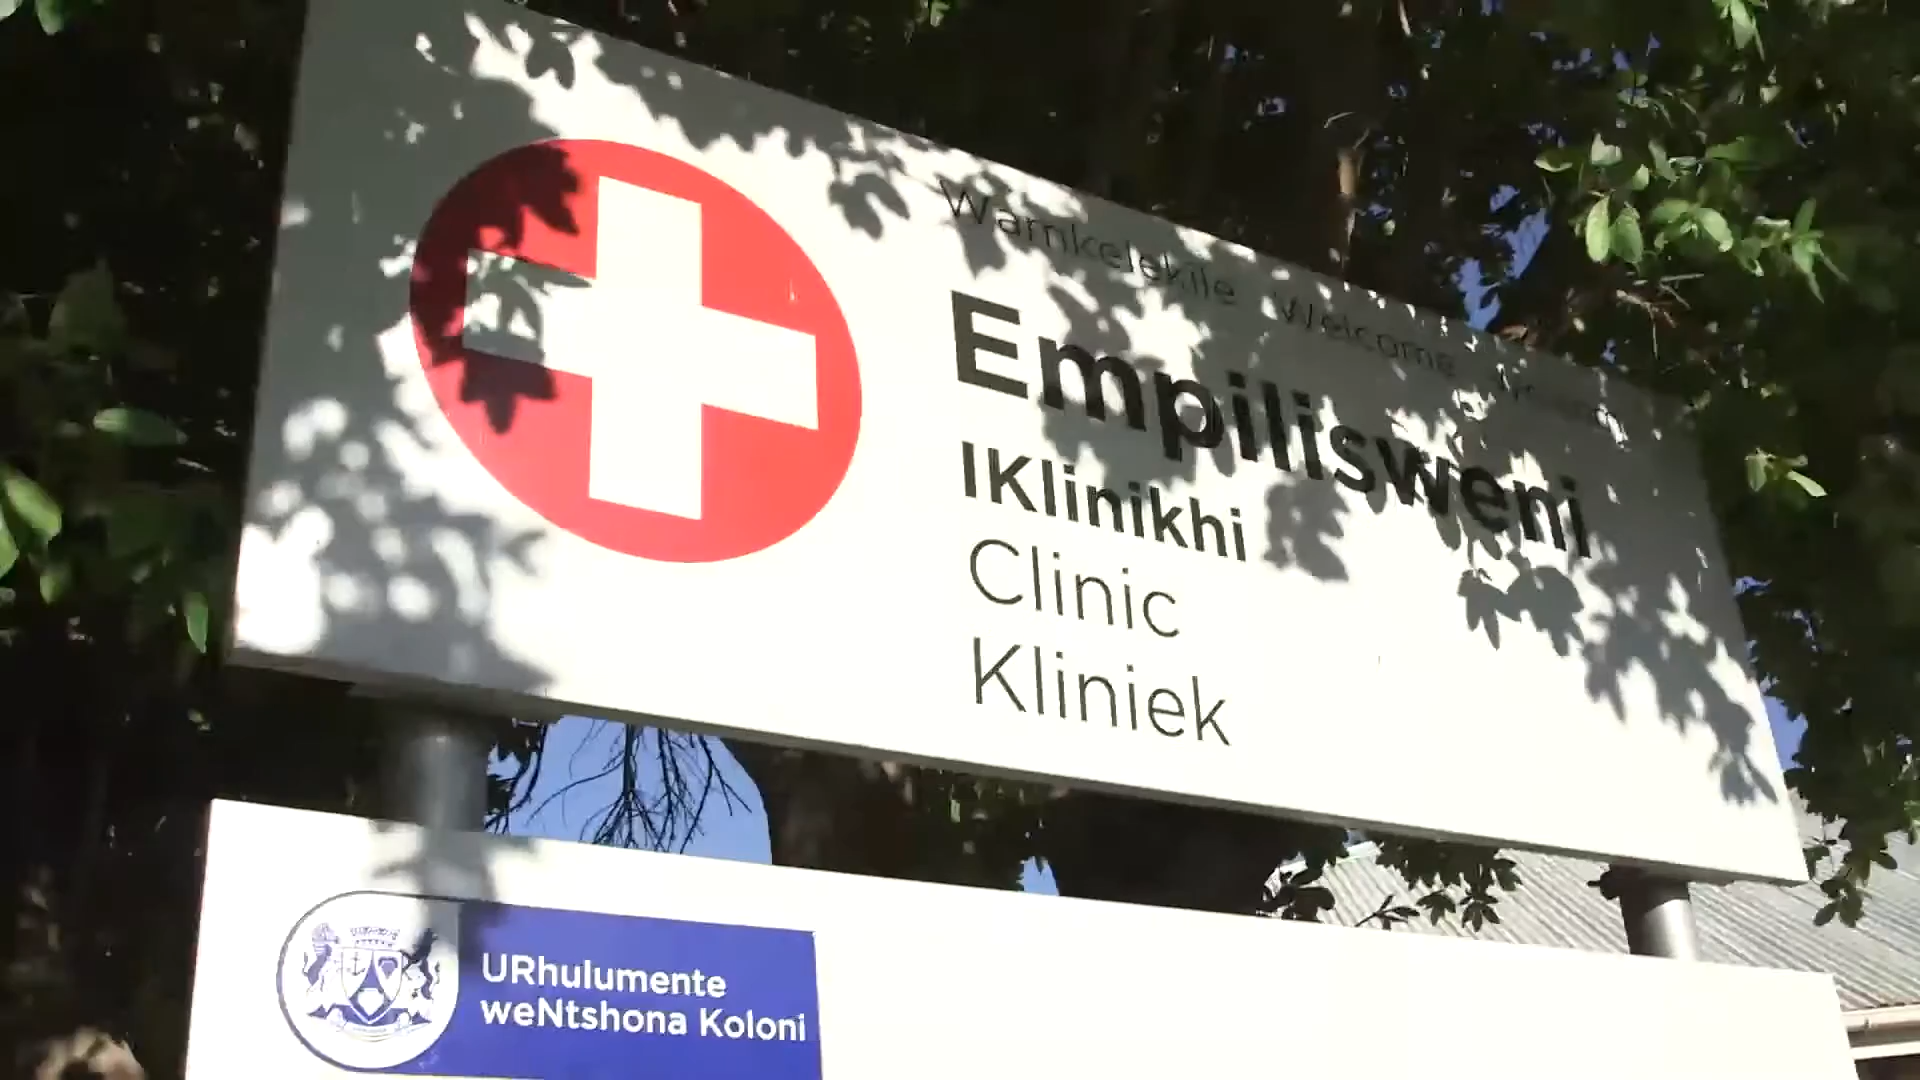 Wamkelekile Welcome
Empilisweni
IKlinikhi
Clinic
Kliniek
URhulumente
weNtshona Koloni